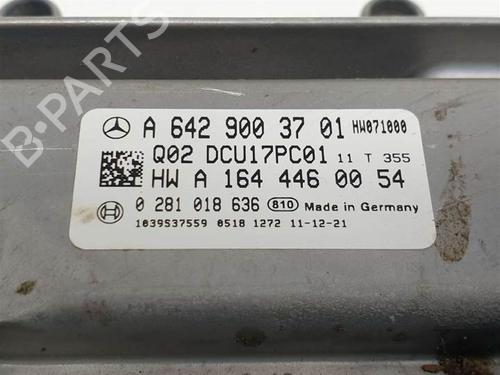 A 642 900 37 01 HW071000
Q02 DCU17PC01 11 T 355
HW A 164 446 00 54
0 281 018 636 810 Made in Germany
1039S37559 0518 1272 11-12-21
B-PARTS